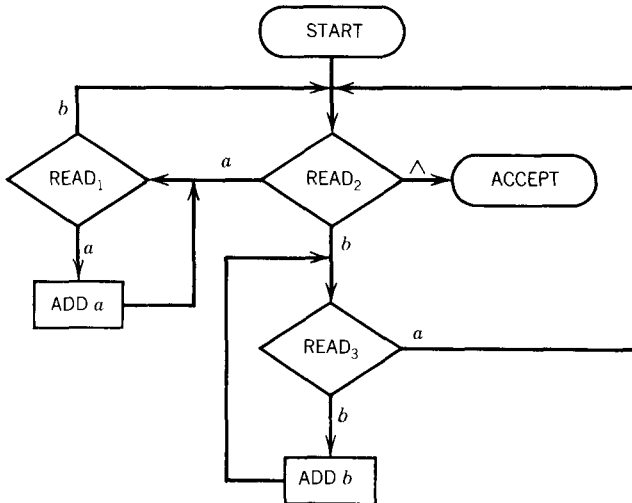 START
b
a
Λ
READ₁
READ₂
ACCEPT
a
b
ADD a
READ₃
a
b
ADD b